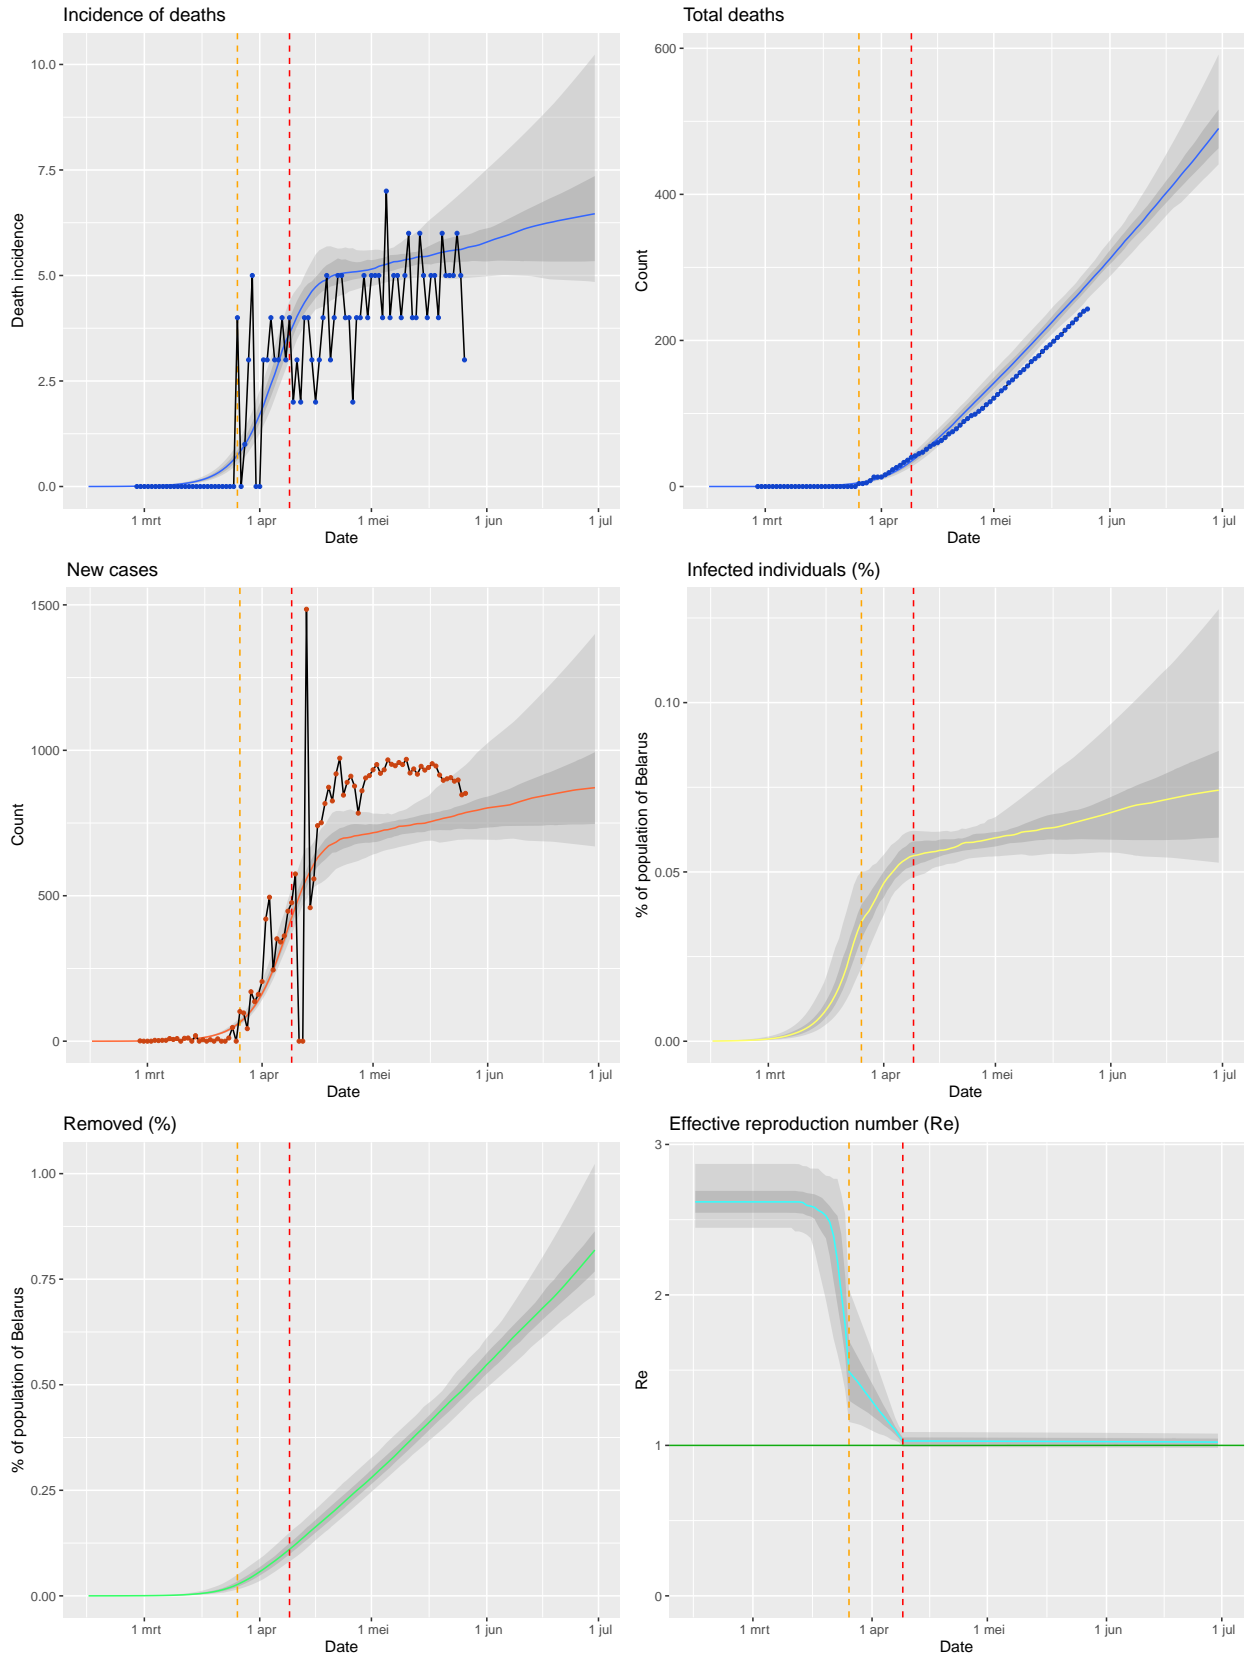 Incidence of deaths
Death incidence
10.0
7.5
5.0
2.5
0.0
1 mrt 1 apr 1 mei 1 jun 1 jul
Date
Total deaths
Count
600
400
200
0
1 mrt 1 apr 1 mei 1 jun 1 jul
Date
New cases
Count
1500
1000
500
0
1 mrt 1 apr 1 mei 1 jun 1 jul
Date
Infected individuals (%)
% of population of Belarus
0.10
0.05
0.00
1 mrt 1 apr 1 mei 1 jun 1 jul
Date
Removed (%)
% of population of Belarus
1.00
0.75
0.50
0.25
0.00
1 mrt 1 apr 1 mei 1 jun 1 jul
Date
Effective reproduction number (Re)
Re
3
2
1
0
1 mrt 1 apr 1 mei 1 jun 1 jul
Date